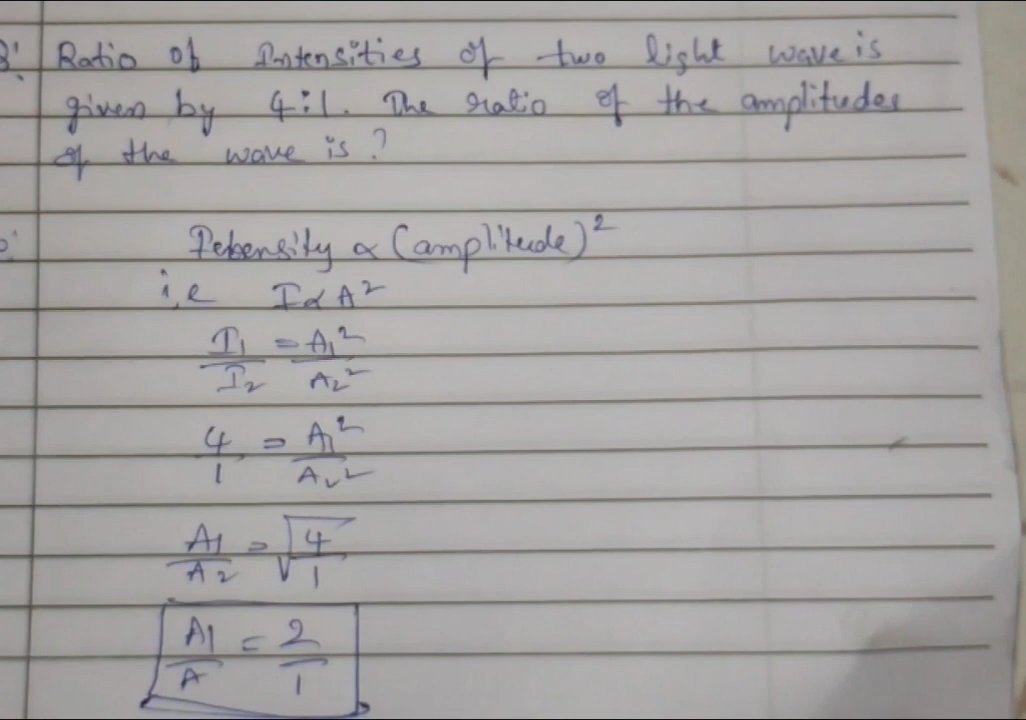 Ratio of Intensities of two light wave is
given by 4:1. The ratio of the amplitudes
of the wave is?
Intensity ∝ (amplitude)²
i,e I ∝ A²
I₁/I₂ = A₁²/A₂²
4/1 = A₁²/A₂²
A₁/A₂ = √4/1
A₁/A = 2/1